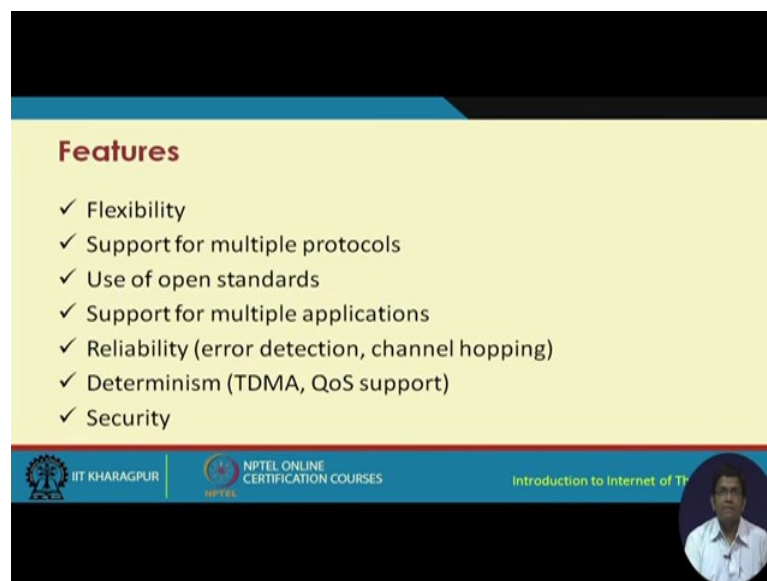 Features
✓ Flexibility
✓ Support for multiple protocols
✓ Use of open standards
✓ Support for multiple applications
✓ Reliability (error detection, channel hopping)
✓ Determinism (TDMA, QoS support)
✓ Security
IIT KHARAGPUR
NPTEL
NPTEL ONLINE
CERTIFICATION COURSES
Introduction to Internet of Th